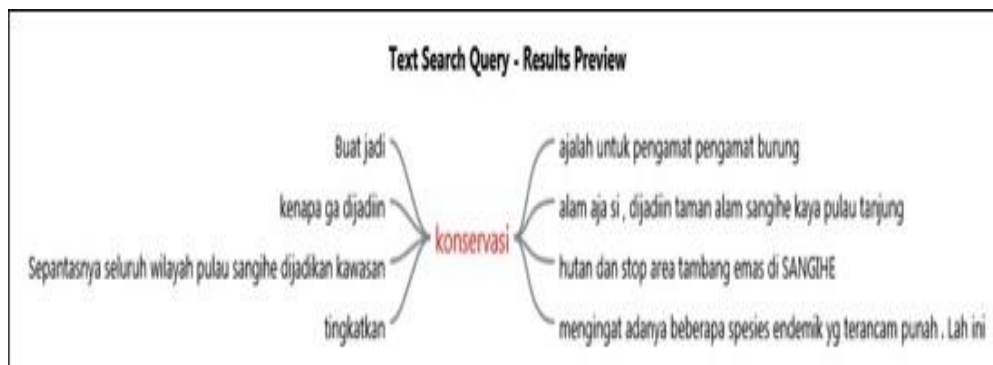 Text Search Query - Results Preview
Buat jadi
kenapa ga dijadiin
Sepantasnya seluruh wilayah pulau sangihe dijadikan kawasan
tingkatkan
konservasi
ajalah untuk pengamat pengamat burung
alam aja si , dijadiin taman alam sangihe kaya pulau tanjung
hutan dan stop area tambang emas di SANGIHE
mengingat adanya beberapa spesies endemik yg terancam punah . Lah ini